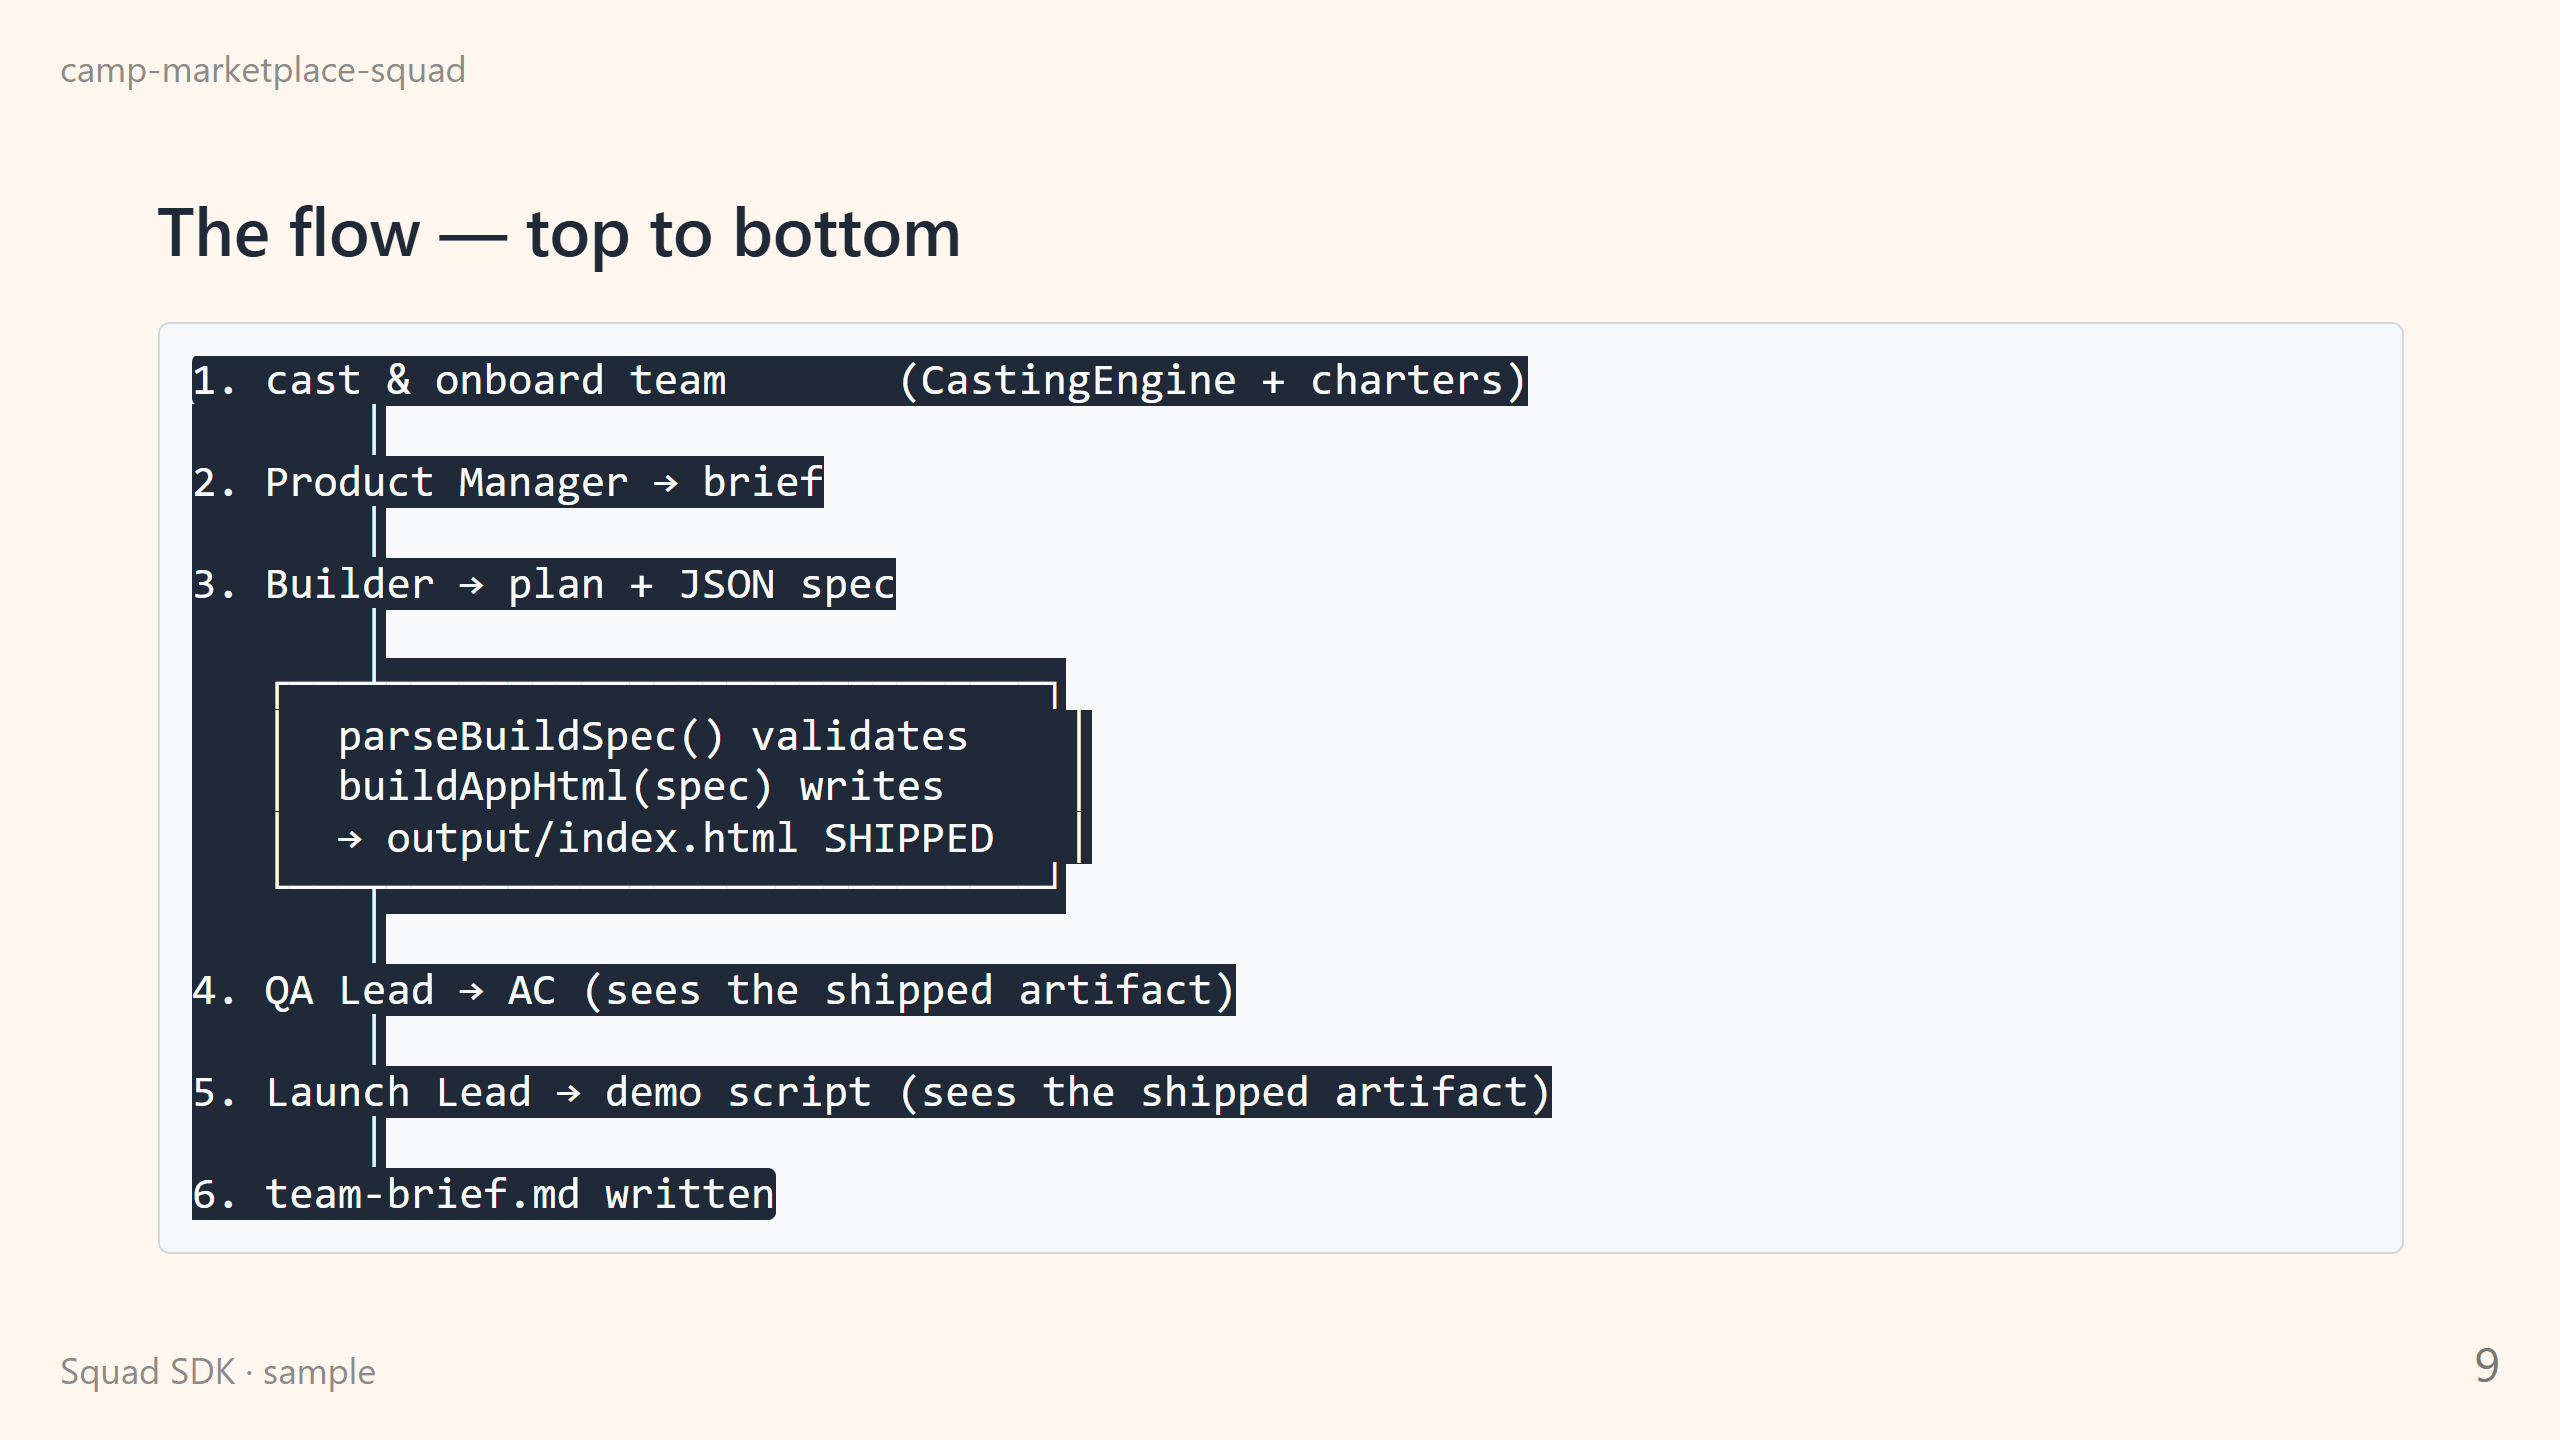 camp-marketplace-squad
The flow — top to bottom
1. cast & onboard team       (CastingEngine + charters)
2. Product Manager → brief
3. Builder → plan + JSON spec
parseBuildSpec() validates
buildAppHtml(spec) writes
→ output/index.html SHIPPED
4. QA Lead → AC (sees the shipped artifact)
5. Launch Lead → demo script (sees the shipped artifact)
6. team-brief.md written
Squad SDK · sample
9